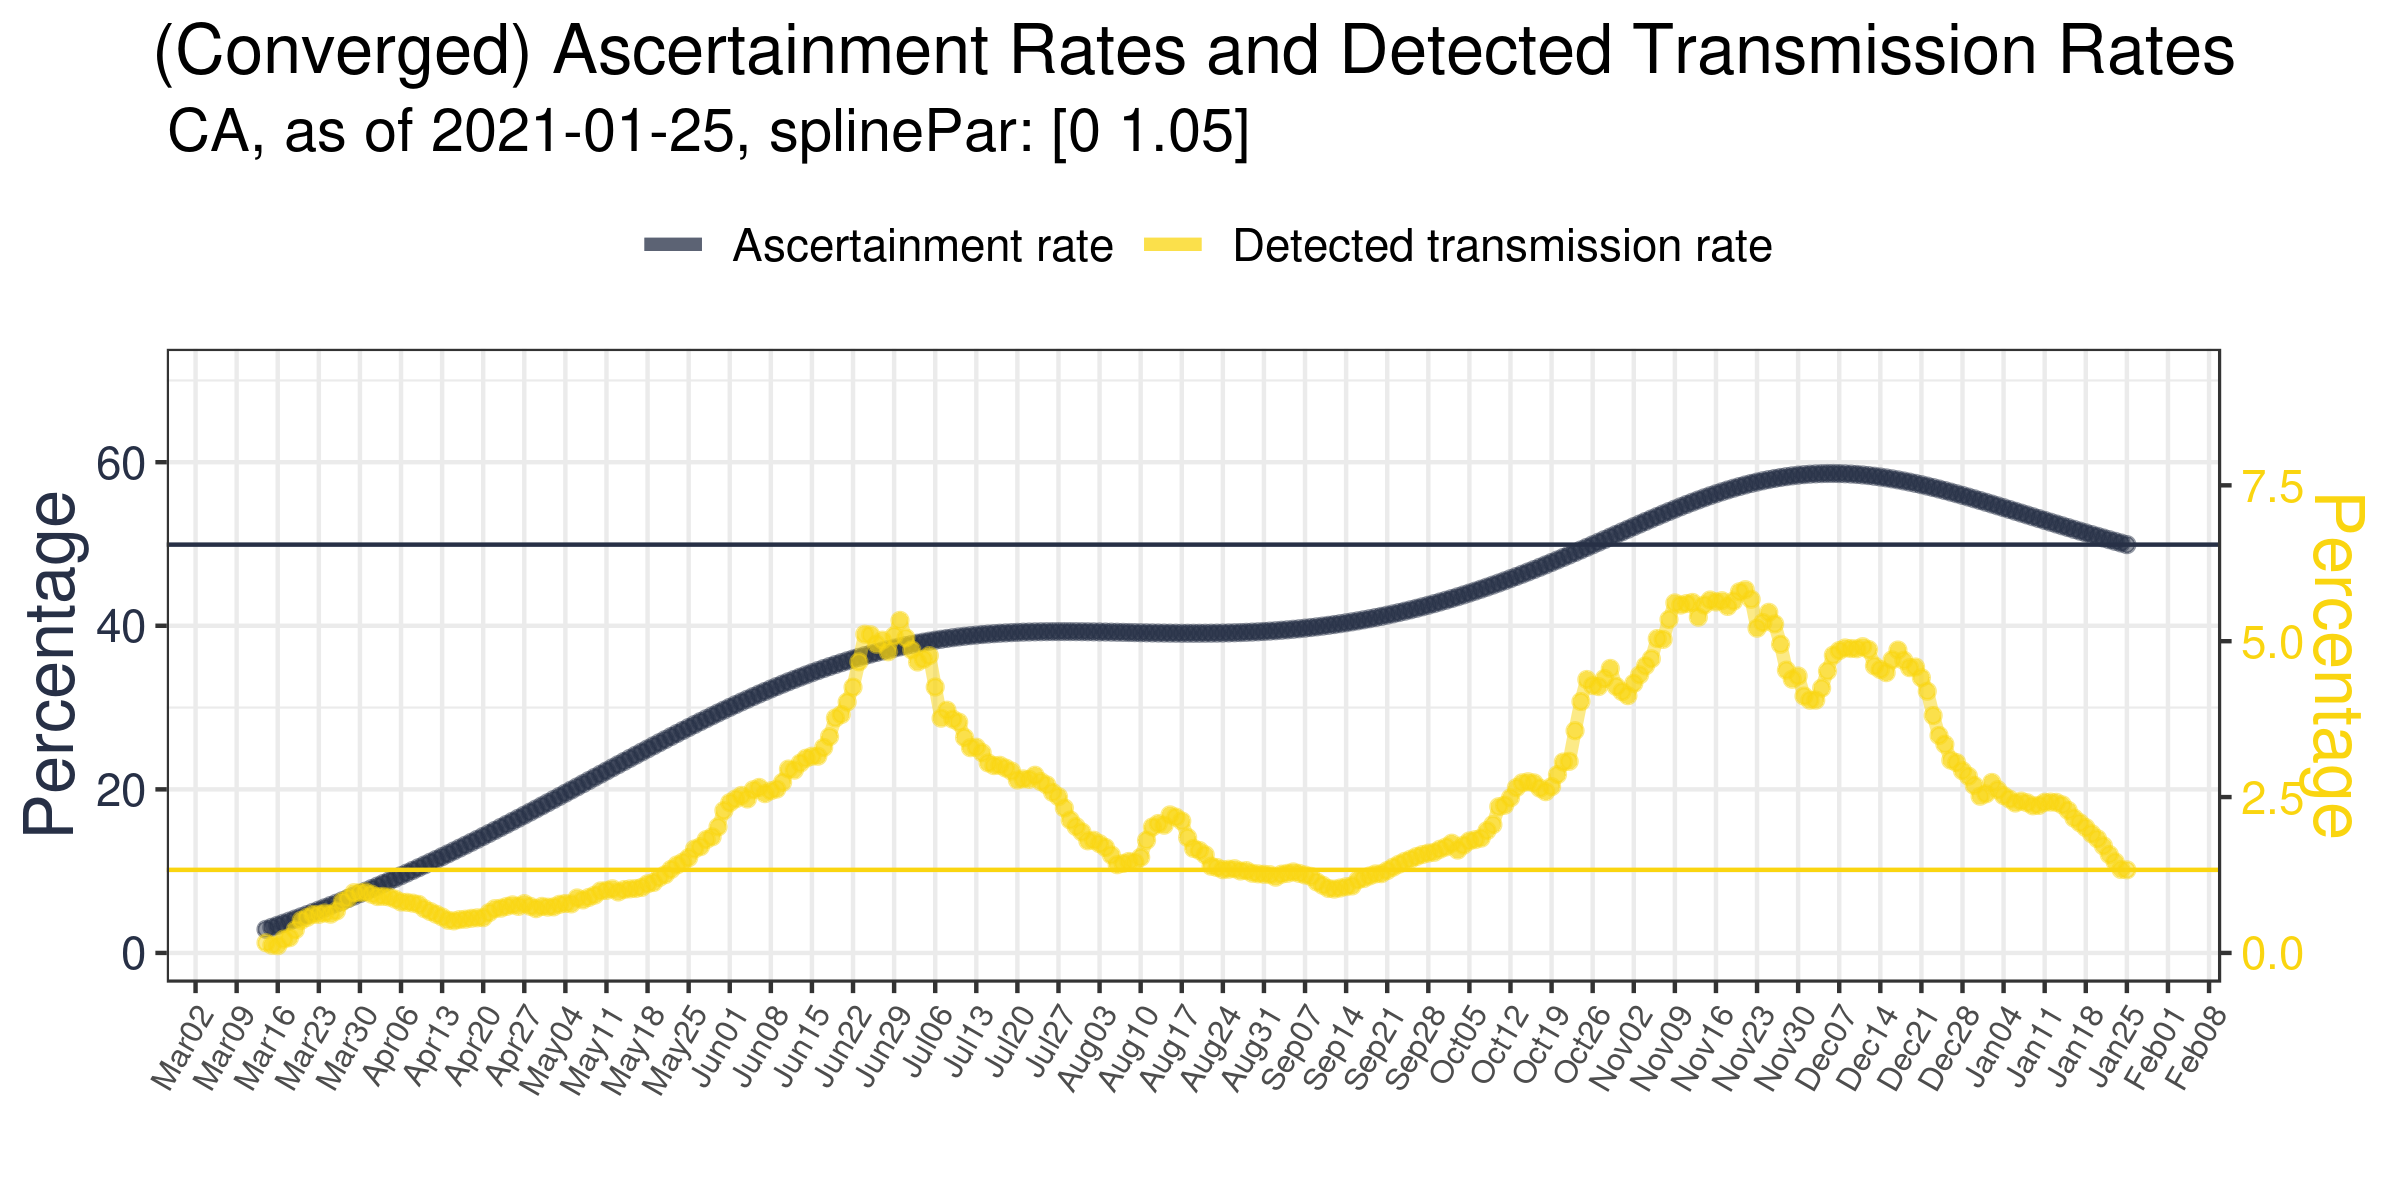 (Converged) Ascertainment Rates and Detected Transmission Rates
CA, as of 2021-01-25, splinePar: [0 1.05]
Ascertainment rate Detected transmission rate
Percentage
60
40
20
0
7.5
5.0
2.5
0.0
Percentage
Mar02 Mar09 Mar16 Mar23 Mar30 Apr06 Apr13 Apr20 Apr27 May04 May11 May18 May25 Jun01 Jun08 Jun15 Jun22 Jun29 Jul06 Jul13 Jul20 Jul27 Aug03 Aug10 Aug17 Aug24 Aug31 Sep07 Sep14 Sep21 Sep28 Oct05 Oct12 Oct19 Oct26 Nov02 Nov09 Nov16 Nov23 Nov30 Dec07 Dec14 Dec21 Dec28 Jan04 Jan11 Jan18 Jan25 Feb01 Feb08